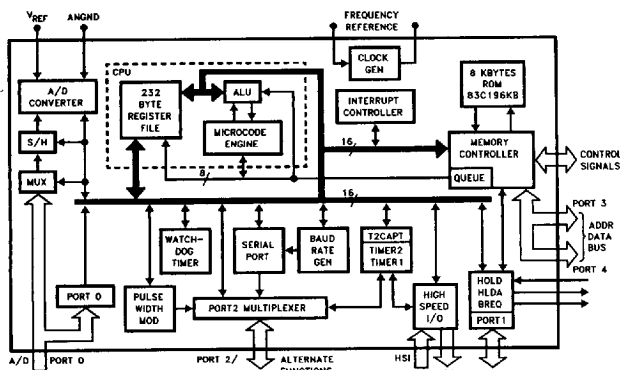 VREF
ANGND
FREQUENCY
REFERENCE
CPU
A/D
CONVERTER
S/H
MUX
232
BYTE
REGISTER
FILE
ALU
MICROCODE
ENGINE
CLOCK
GEN
INTERRUPT
CONTROLLER
8 KBYTES
ROM
83C196KB
MEMORY
CONTROLLER
QUEUE
CONTROL
SIGNALS
PORT 3
ADDR
DATA
BUS
PORT 4
16
8
16
WATCH-
DOG
TIMER
SERIAL
PORT
BAUD
RATE
GEN
T2CAPT
TIMER2
TIMER1
PORT 0
PULSE
WIDTH
MOD
PORT2 MULTIPLEXER
HIGH
SPEED
I/O
HOLD
HLDA
BREQ
PORT1
A/D
PORT 0
PORT 2/
ALTERNATE
FUNCTIONS
HSI